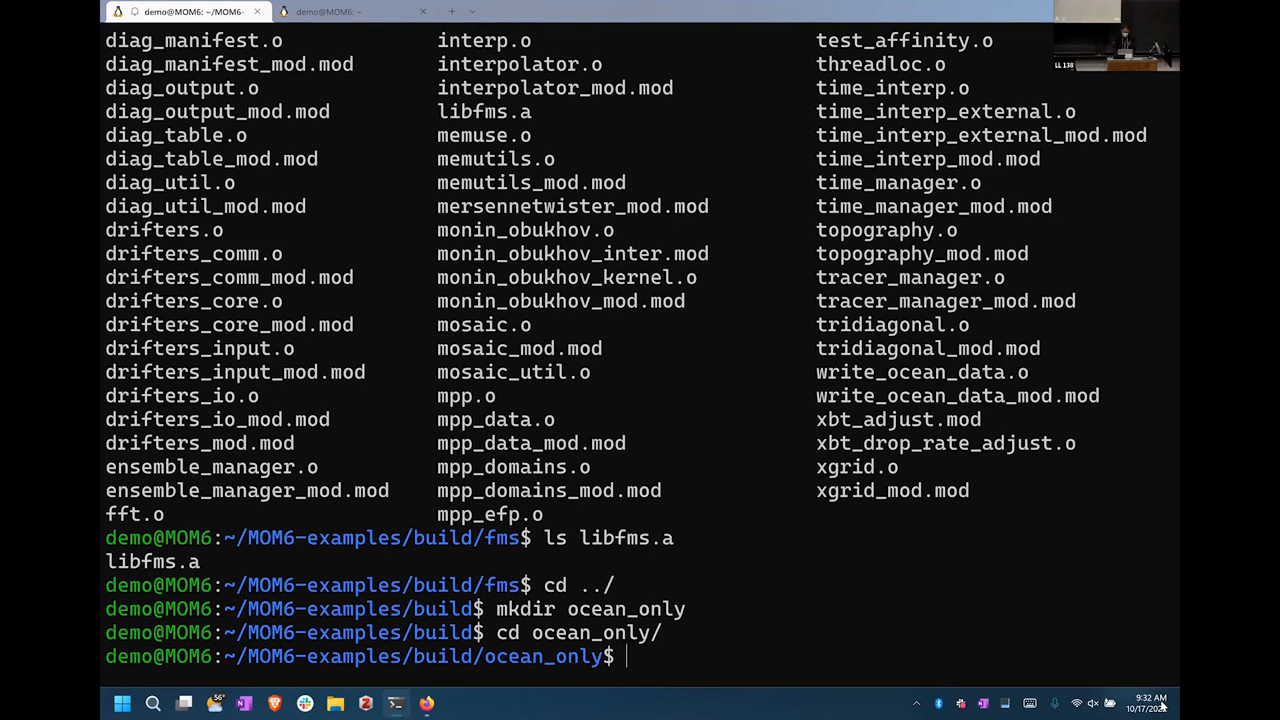 demo@MOM6: ~/MOM6- demo@MOM6: ~
LL 138
diag_manifest.o interp.o test_affinity.o
diag_manifest_mod.mod interpolator.o threadloc.o
diag_output.o interpolator_mod.mod time_interp.o
diag_output_mod.mod libfms.a time_interp_external.o
diag_table.o memuse.o time_interp_external_mod.mod
diag_table_mod.mod memutils.o time_interp_mod.mod
diag_util.o memutils_mod.mod time_manager.o
diag_util_mod.mod mersennetwister_mod.mod time_manager_mod.mod
drifters.o monin_obukhov.o topography.o
drifters_comm.o monin_obukhov_inter.mod topography_mod.mod
drifters_comm_mod.mod monin_obukhov_kernel.o tracer_manager.o
drifters_core.o monin_obukhov_mod.mod tracer_manager_mod.mod
drifters_core_mod.mod mosaic.o tridiagonal.o
drifters_input.o mosaic_mod.mod tridiagonal_mod.mod
drifters_input_mod.mod mosaic_util.o write_ocean_data.o
drifters_io.o mpp.o write_ocean_data_mod.mod
drifters_io_mod.mod mpp_data.o xbt_adjust.mod
drifters_mod.mod mpp_data_mod.mod xbt_drop_rate_adjust.o
ensemble_manager.o mpp_domains.o xgrid.o
ensemble_manager_mod.mod mpp_domains_mod.mod xgrid_mod.mod
fft.o mpp_efp.o
demo@MOM6:~/MOM6-examples/build/fms$ ls libfms.a
libfms.a
demo@MOM6:~/MOM6-examples/build/fms$ cd ../
demo@MOM6:~/MOM6-examples/build$ mkdir ocean_only
demo@MOM6:~/MOM6-examples/build$ cd ocean_only/
demo@MOM6:~/MOM6-examples/build/ocean_only$
56°
9:32 AM